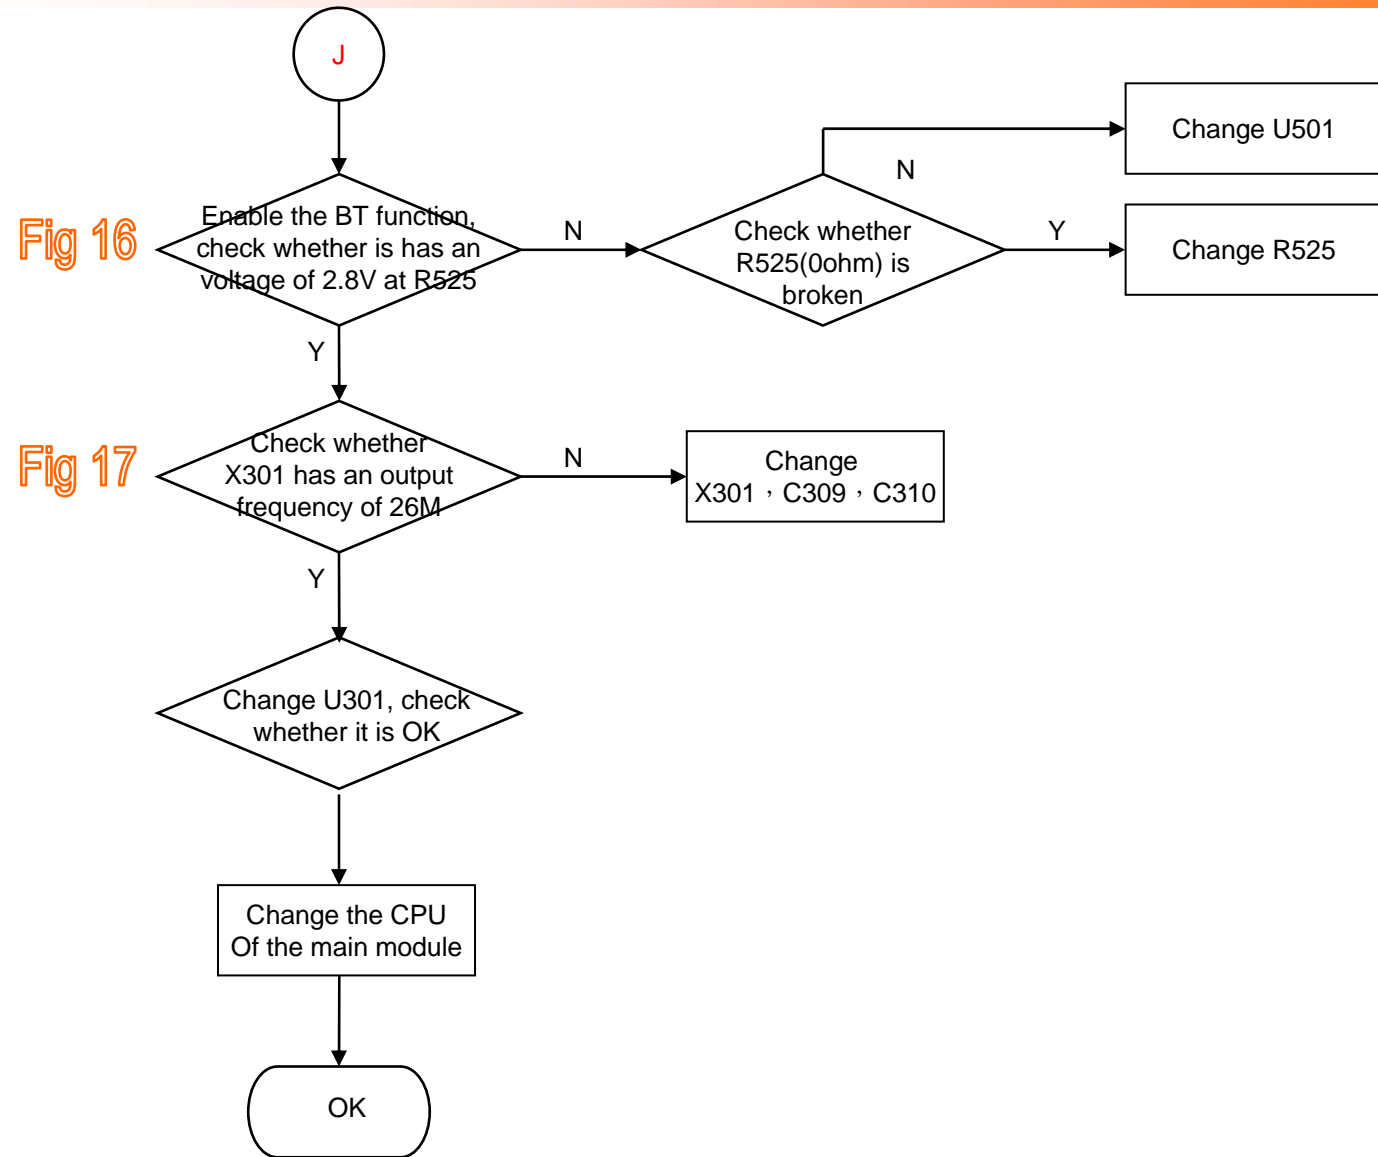 J
Change U501
N
Fig 16
Enable the BT function,
check whether is has an
voltage of 2.8V at R525
N
Check whether
R525(0ohm) is
broken
Y
Change R525
Y
Fig 17
Check whether
X301 has an output
frequency of 26M
N
Change
X301，C309，C310
Y
Change U301, check
whether it is OK
Change the CPU
Of the main module
OK